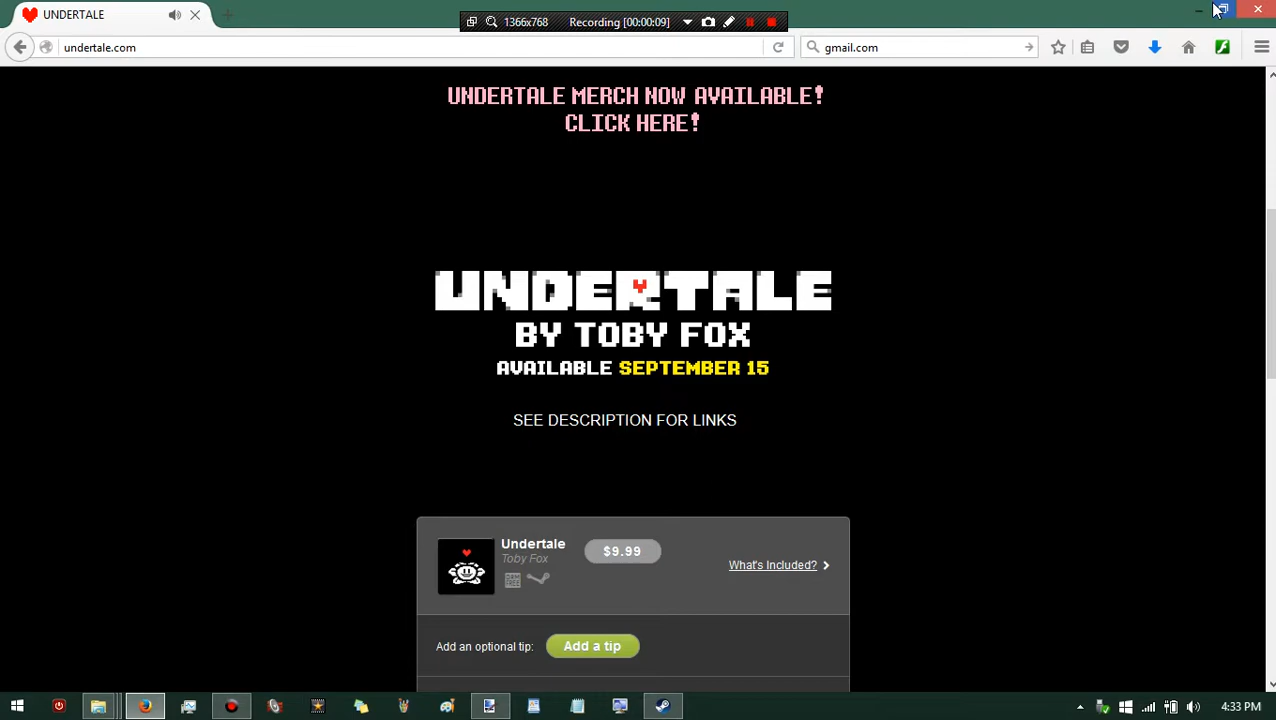 UNDERTALE
1366x768
Recording [00:00:09]
undertale.com
gmail.com
UNDERTALE MERCH NOW AVAILABLE!
CLICK HERE!
UNDERTALE
BY TOBY FOX
AVAILABLE SEPTEMBER 15
SEE DESCRIPTION FOR LINKS
Undertale
Toby Fox
$9.99
What's Included?
Add an optional tip:
Add a tip
4:33 PM